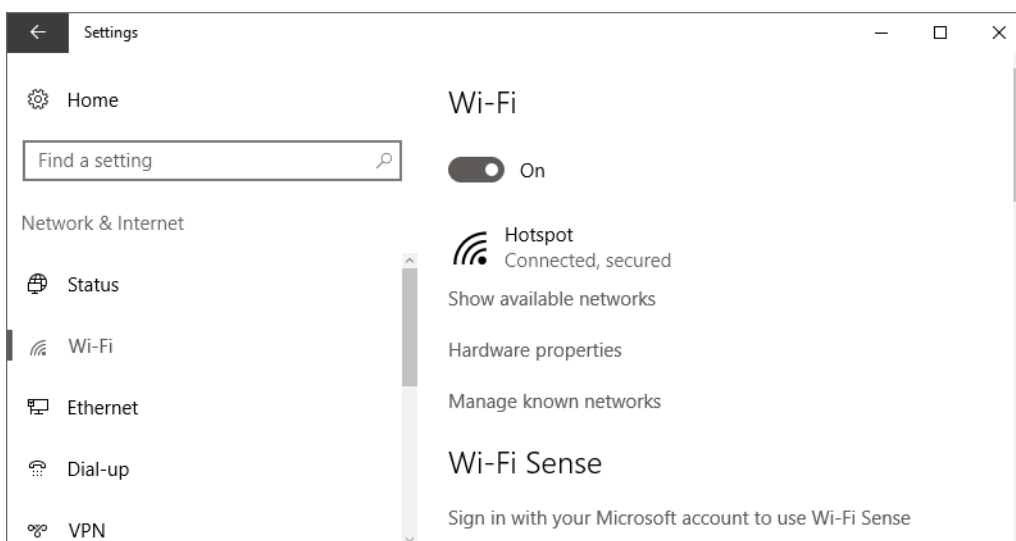 Settings
Home
Find a setting
Network & Internet
Status
Wi-Fi
Ethernet
Dial-up
VPN
Wi-Fi
On
Hotspot
Connected, secured
Show available networks
Hardware properties
Manage known networks
Wi-Fi Sense
Sign in with your Microsoft account to use Wi-Fi Sense